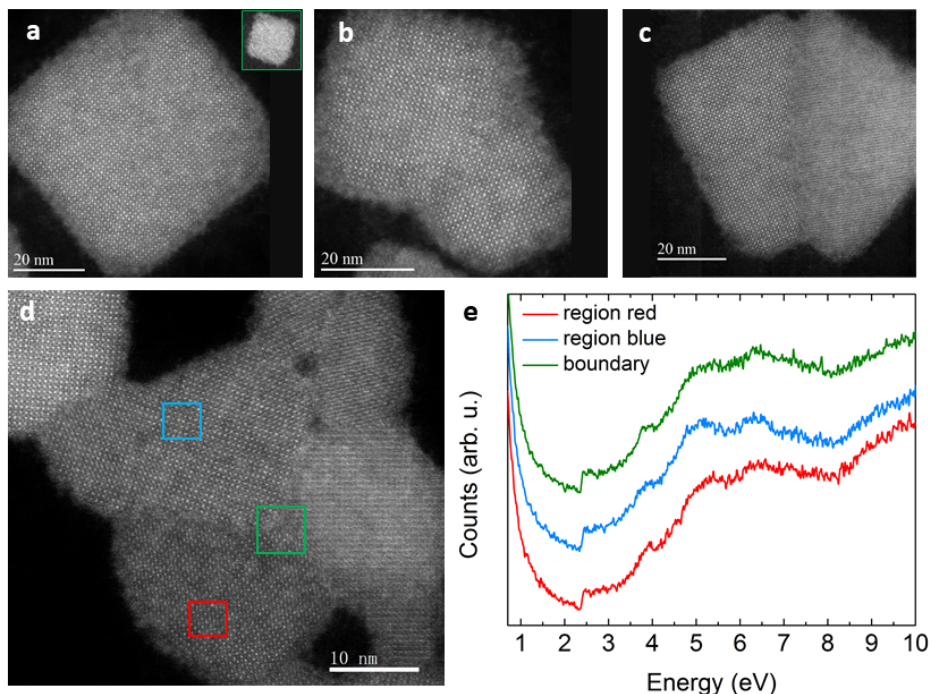 a
b
c
20 nm
20 nm
20 nm
d
10 nm
e
region red
region blue
boundary
Counts (arb. u.)
1 2 3 4 5 6 7 8 9 10
Energy (eV)